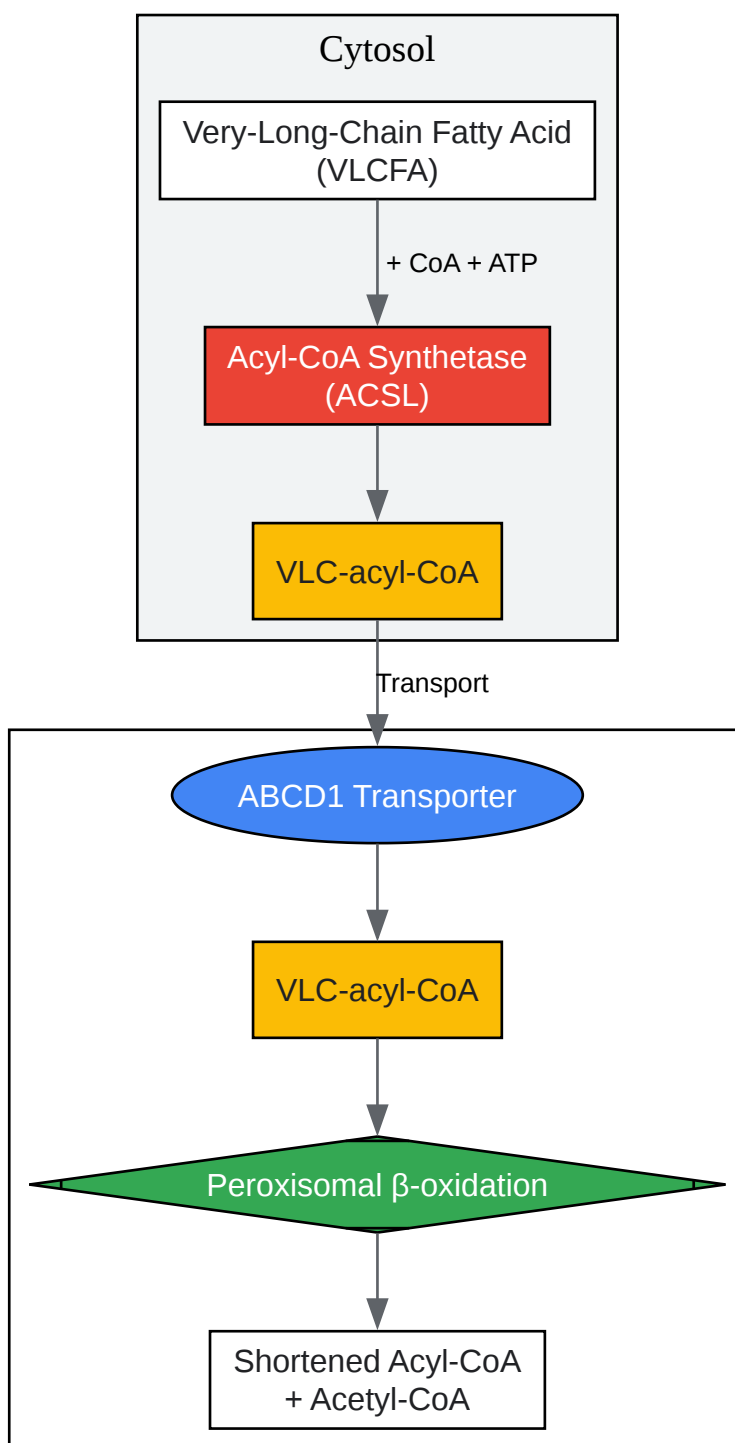 Cytosol
Very-Long-Chain Fatty Acid
(VLCFA)
+ CoA + ATP
Acyl-CoA Synthetase
(ACSL)
VLC-acyl-CoA
Transport
ABCD1 Transporter
VLC-acyl-CoA
Peroxisomal β-oxidation
Shortened Acyl-CoA
+ Acetyl-CoA